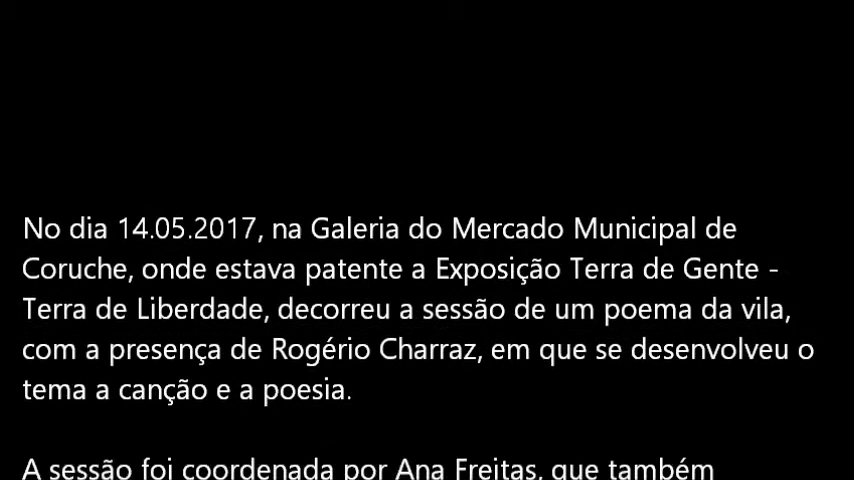 No dia 14.05.2017, na Galeria do Mercado Municipal de
Coruche, onde estava patente a Exposição Terra de Gente -
Terra de Liberdade, decorreu a sessão de um poema da vila,
com a presença de Rogério Charraz, em que se desenvolveu o
tema a canção e a poesia.
A sessão foi coordenada por Ana Freitas, que também